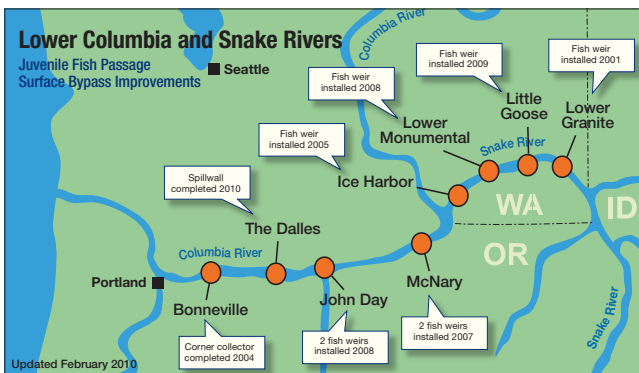 Lower Columbia and Snake Rivers
Juvenile Fish Passage
Surface Bypass Improvements
Seattle
Columbia River
Fish weir
installed 2008
Fish weir
installed 2009
Fish weir
installed 2001
Little
Goose
Lower
Granite
Lower
Monumental
Snake River
Fish weir
installed 2005
Ice Harbor
Spillwall
completed 2010
The Dalles
WA
ID
OR
Columbia River
Portland
Bonneville
John Day
McNary
Corner collector
completed 2004
2 fish weirs
installed 2008
2 fish weirs
installed 2007
Snake River
Updated February 2010